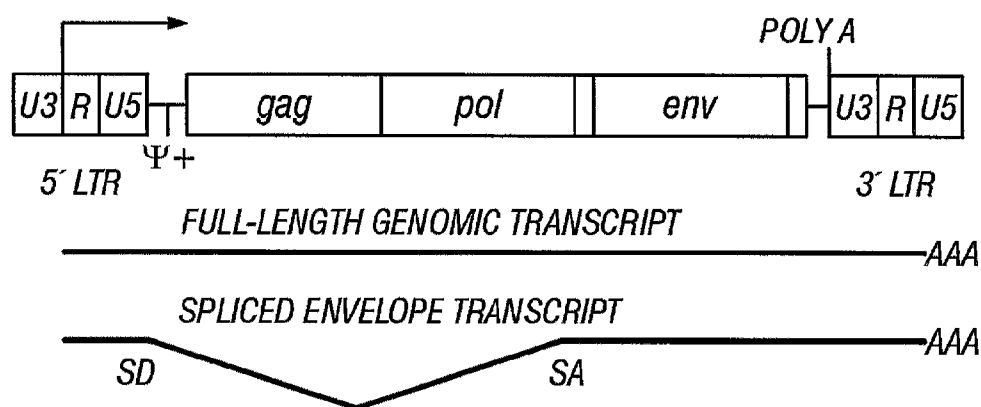 POLY A
U3 R U5 gag pol env U3 R U5
Ψ+
5´ LTR 3´ LTR
FULL-LENGTH GENOMIC TRANSCRIPT
AAA
SPLICED ENVELOPE TRANSCRIPT
AAA
SD SA